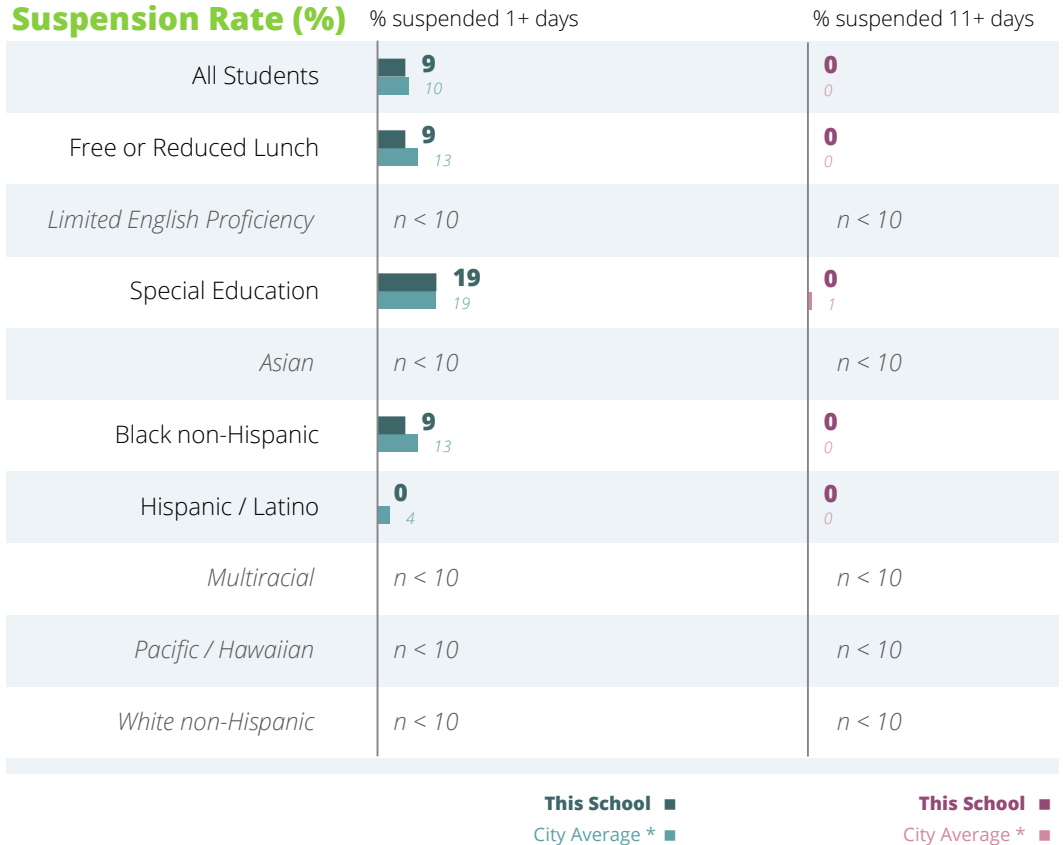 Suspension Rate (%) % suspended 1+ days % suspended 11+ days
All Students 9 10 0 0
Free or Reduced Lunch 9 13 0 0
Limited English Proficiency n < 10 n < 10
Special Education 19 19 0 1
Asian n < 10 n < 10
Black non-Hispanic 9 13 0 0
Hispanic / Latino 0 4 0 0
Multiracial n < 10 n < 10
Pacific / Hawaiian n < 10 n < 10
White non-Hispanic n < 10 n < 10
This School This School
City Average * City Average *